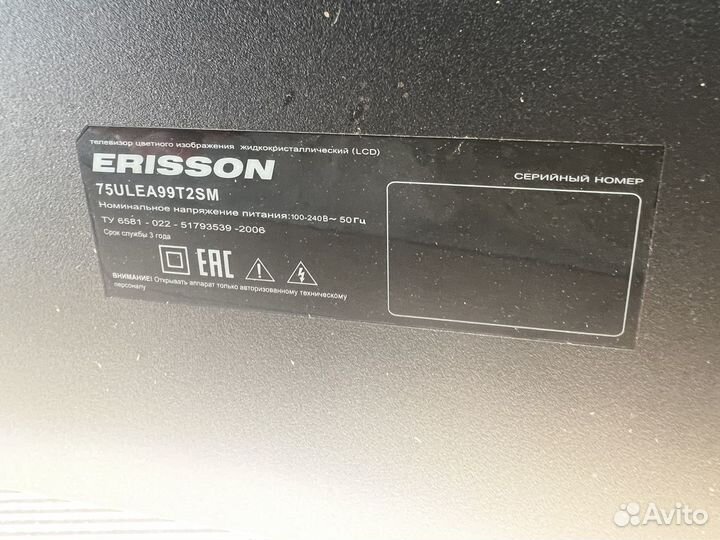 телевизор цветного изображения жидкокристаллический (LCD)
ERISSON
75ULEA99T2SM
Номинальное напряжение питания:100-240В~ 50Гц
ТУ 6581 - 022 - 51793539 -2006
Срок службы 3 года
EAC
ВНИМАНИЕ! Открывать аппарат только авторизованному техническому
персоналу
СЕРИЙНЫЙ НОМЕР
Avito